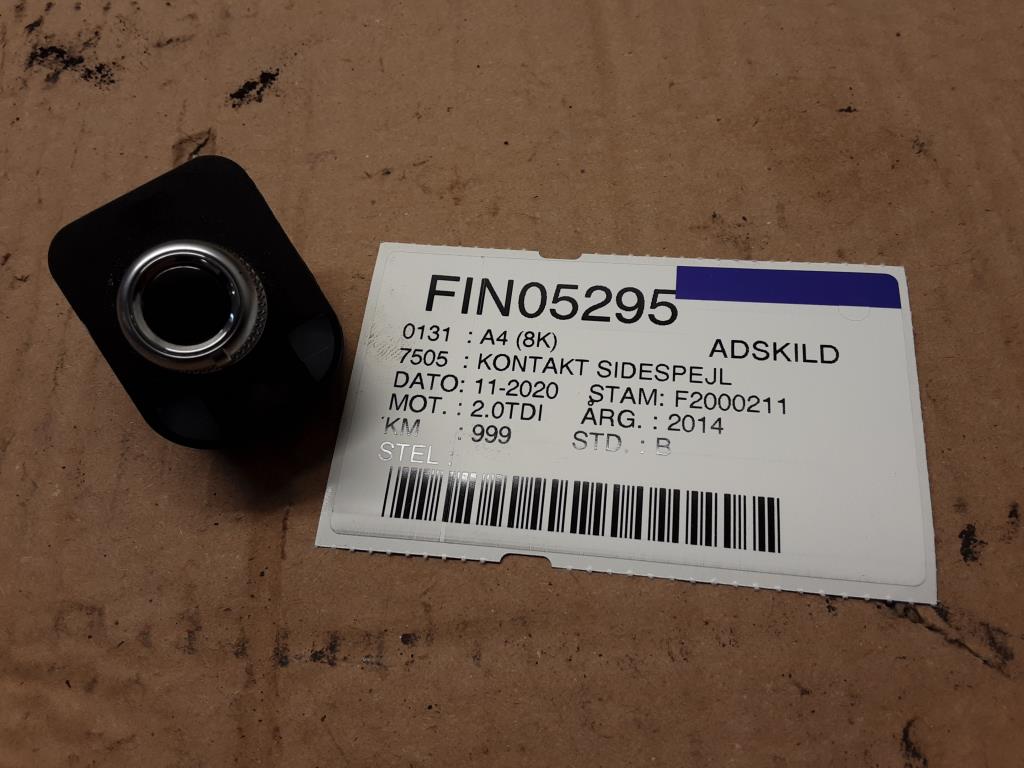 FIN05295
ADSKILD
0131 : A4 (8K)
7505 : KONTAKT SIDESPEJL
DATO: 11-2020 STAM: F2000211
MOT. : 2.0TDI ÅRG. : 2014
KM : 999 STD. : B
STEL :